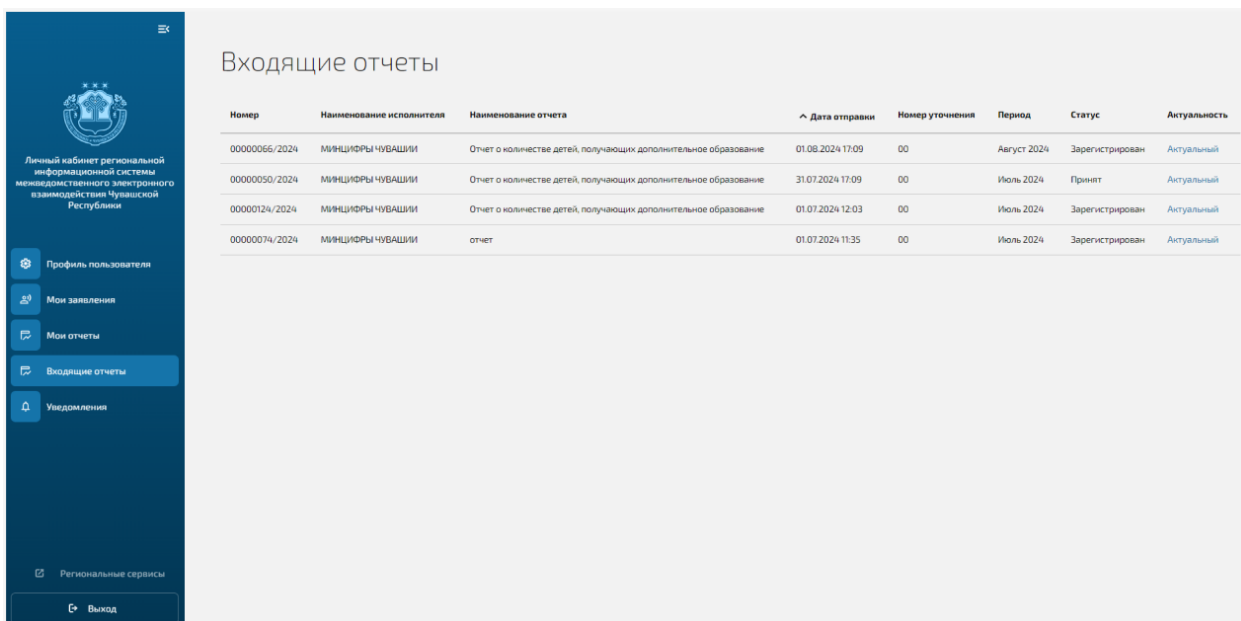 Личный кабинет региональной
информационной системы
межведомственного электронного
взаимодействия Чувашской
Республики
Профиль пользователя
Мои заявления
Мои отчеты
Входящие отчеты
Уведомления
Региональные сервисы
Выход
Входящие отчеты
Номер Наименование исполнителя Наименование отчета Дата отправки Номер уточнения Период Статус Актуальность
00000066/2024 МИНЦИФРЫ ЧУВАШИИ Отчет о количестве детей, получающих дополнительное образование 01.08.2024 17:09 00 Август 2024 Зарегистрирован Актуальный
00000050/2024 МИНЦИФРЫ ЧУВАШИИ Отчет о количестве детей, получающих дополнительное образование 31.07.2024 17:09 00 Июль 2024 Принят Актуальный
00000124/2024 МИНЦИФРЫ ЧУВАШИИ Отчет о количестве детей, получающих дополнительное образование 01.07.2024 12:03 00 Июль 2024 Зарегистрирован Актуальный
00000074/2024 МИНЦИФРЫ ЧУВАШИИ отчет 01.07.2024 11:35 00 Июль 2024 Зарегистрирован Актуальный